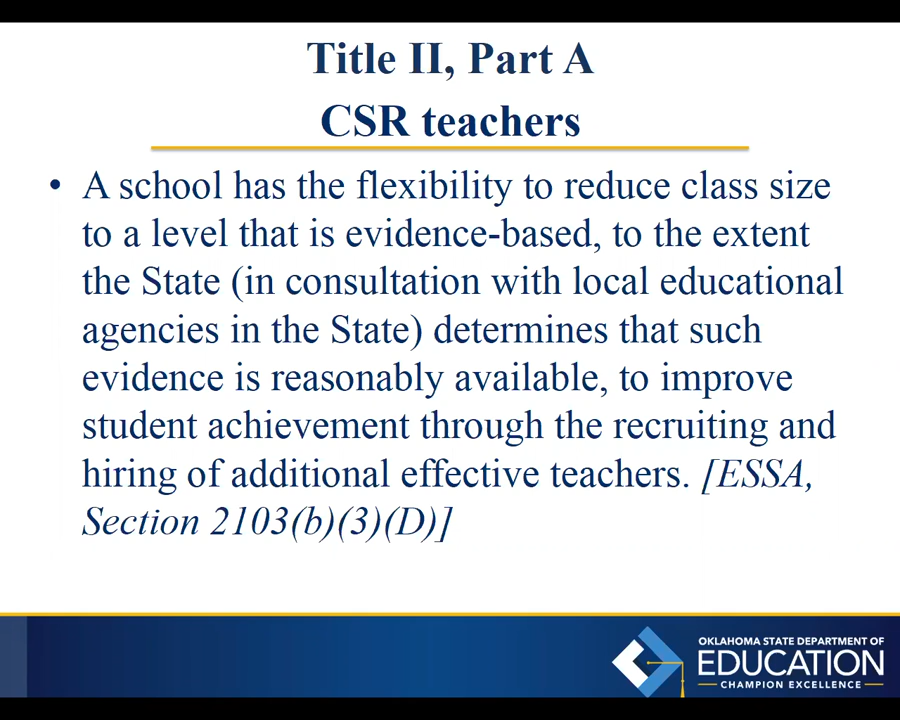 Title II, Part A
CSR teachers
• A school has the flexibility to reduce class size
to a level that is evidence-based, to the extent
the State (in consultation with local educational
agencies in the State) determines that such
evidence is reasonably available, to improve
student achievement through the recruiting and
hiring of additional effective teachers. [ESSA,
Section 2103(b)(3)(D)]
OKLAHOMA STATE DEPARTMENT OF
EDUCATION
CHAMPION EXCELLENCE